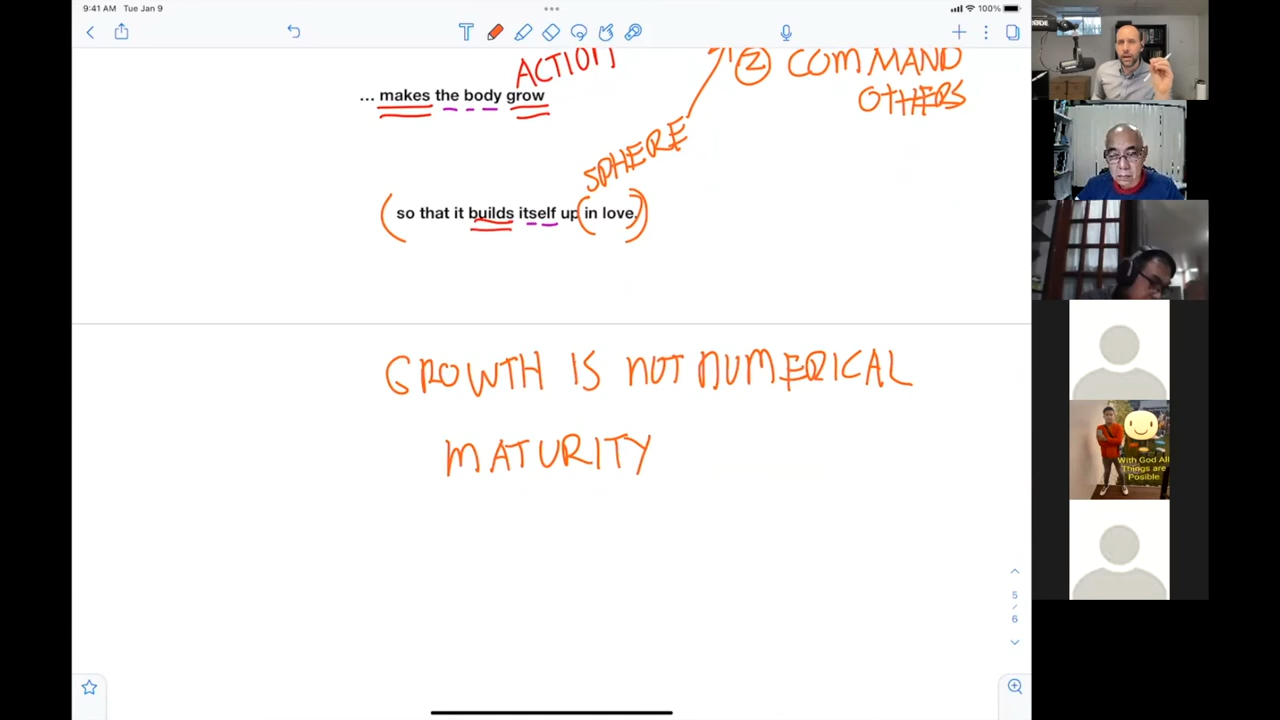 9:41 AM Tue Jan 9
100%
ACTION
② COMMAND
OTHERS
... makes the body grow
SPHERE
(so that it builds itself up (in love.))
GROWTH IS NOT NUMERICAL
MATURITY
With God All
Things are
Posible
5
/
6